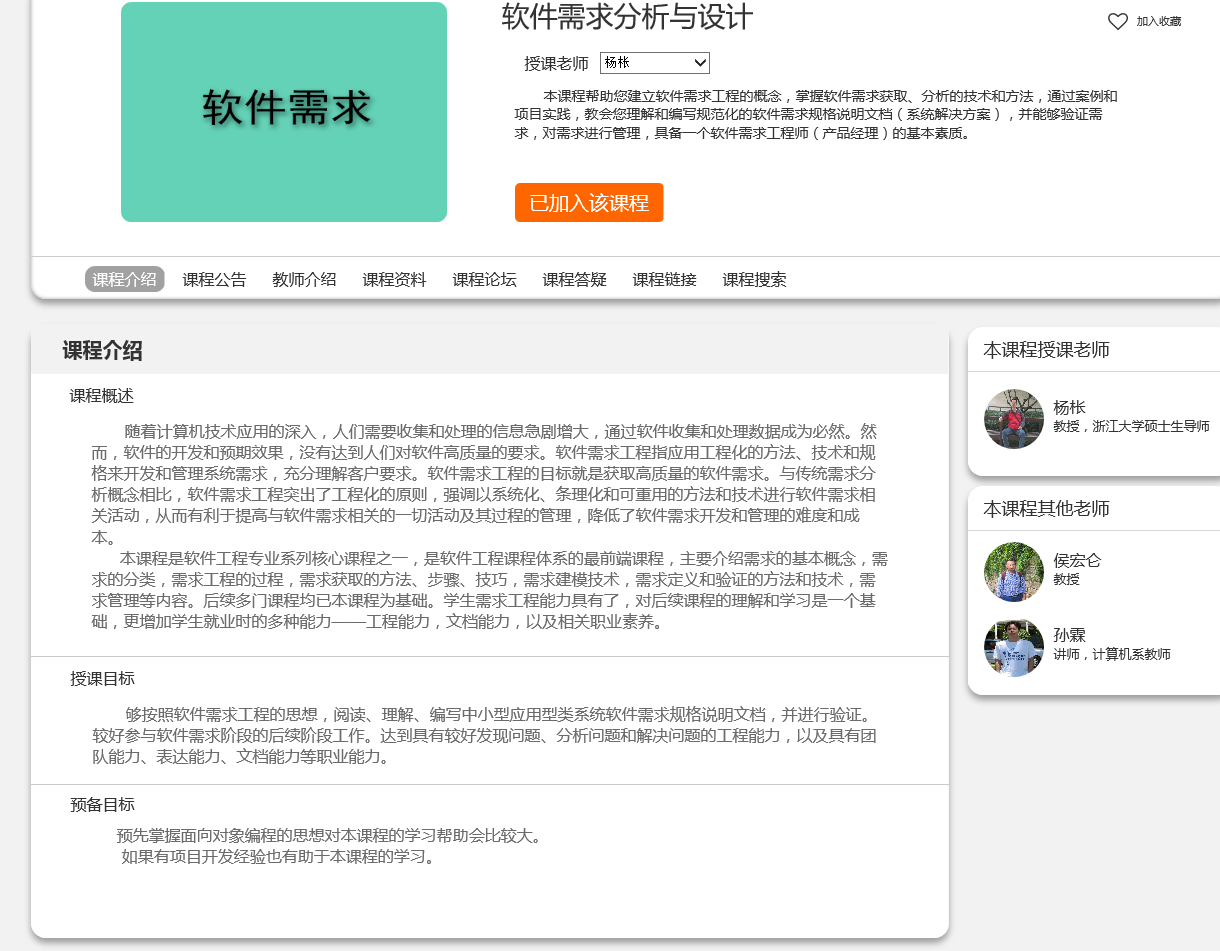 软件需求分析与设计
加入收藏
软件需求
授课老师
杨枨
本课程帮助您建立软件需求工程的概念，掌握软件需求获取、分析的技术和方法，通过案例和
项目实践，教会您理解和编写规范化的软件需求规格说明文档（系统解决方案），并能够验证需
求，对需求进行管理，具备一个软件需求工程师（产品经理）的基本素质。
已加入该课程
课程介绍 课程公告 教师介绍 课程资料 课程论坛 课程答疑 课程链接 课程搜索
课程介绍
课程概述
随着计算机技术应用的深入，人们需要收集和处理的信息急剧增大，通过软件收集和处理数据成为必然。然
而，软件的开发和预期效果，没有达到人们对软件高质量的要求。软件需求工程指应用工程化的方法、技术和规
格来开发和管理系统需求，充分理解客户要求。软件需求工程的目标就是获取高质量的软件需求。与传统需求分
析概念相比，软件需求工程突出了工程化的原则，强调以系统化、条理化和可重用的方法和技术进行软件需求相
关活动，从而有利于提高与软件需求相关的一切活动及其过程的管理，降低了软件需求开发和管理的难度和成
本。
本课程是软件工程专业系列核心课程之一，是软件工程课程体系的最前端课程，主要介绍需求的基本概念，需
求的分类，需求工程的过程，需求获取的方法、步骤、技巧，需求建模技术，需求定义和验证的方法和技术，需
求管理等内容。后续多门课程均已本课程为基础。学生需求工程能力具有了，对后续课程的理解和学习是一个基
础，更增加学生就业时的多种能力——工程能力，文档能力，以及相关职业素养。
授课目标
够按照软件需求工程的思想，阅读、理解、编写中小型应用型类系统软件需求规格说明文档，并进行验证。
较好参与软件需求阶段的后续阶段工作。达到具有较好发现问题、分析问题和解决问题的工程能力，以及具有团
队能力、表达能力、文档能力等职业能力。
预备目标
预先掌握面向对象编程的思想对本课程的学习帮助会比较大。
如果有项目开发经验也有助于本课程的学习。
本课程授课老师
杨枨
教授，浙江大学硕士生导师
本课程其他老师
侯宏仑
教授
孙霖
讲师，计算机系教师